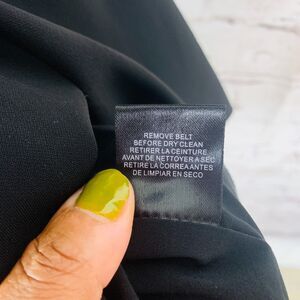 REMOVE BELT
BEFORE DRY CLEAN
RETIRER LA CEINTURE
AVANT DE NETTOYER A SEC
RETIRE LA CORREA ANTES
DE LIMPIAR EN SECO